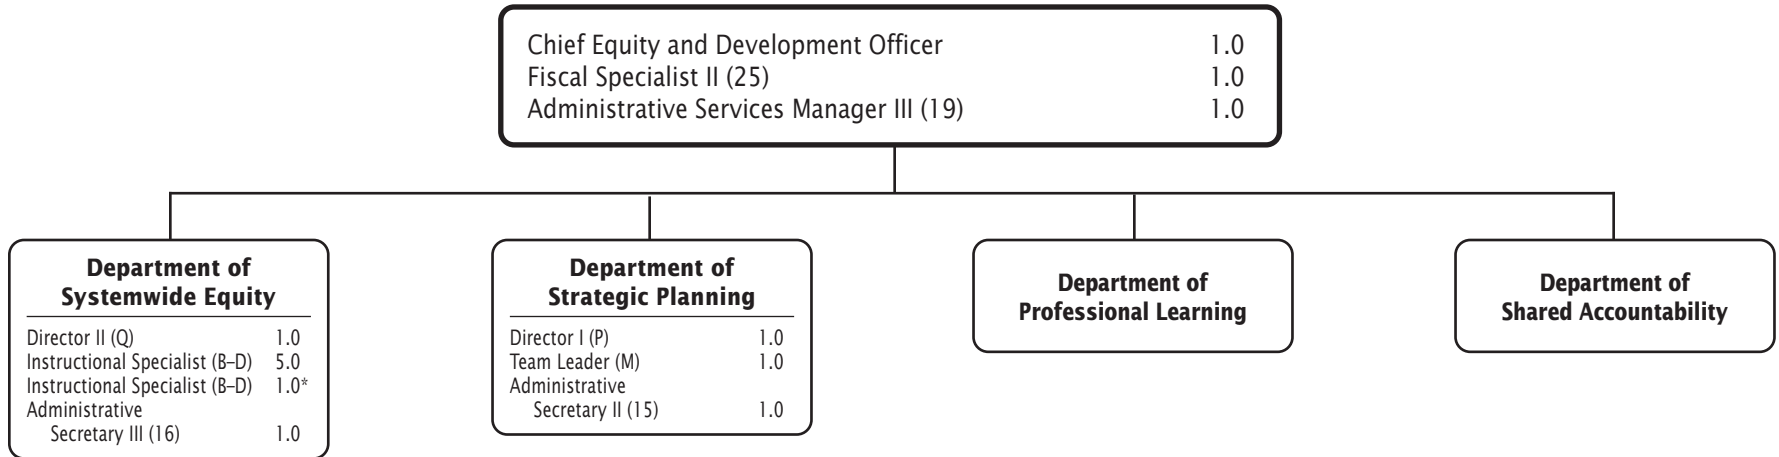 Chief Equity and Development Officer 1.0
Fiscal Specialist II (25) 1.0
Administrative Services Manager III (19) 1.0
Department of
Systemwide Equity
Director II (Q) 1.0
Instructional Specialist (B–D) 5.0
Instructional Specialist (B–D) 1.0*
Administrative
Secretary III (16) 1.0
Department of
Strategic Planning
Director I (P) 1.0
Team Leader (M) 1.0
Administrative
Secretary II (15) 1.0
Department of
Professional Learning
Department of
Shared Accountability